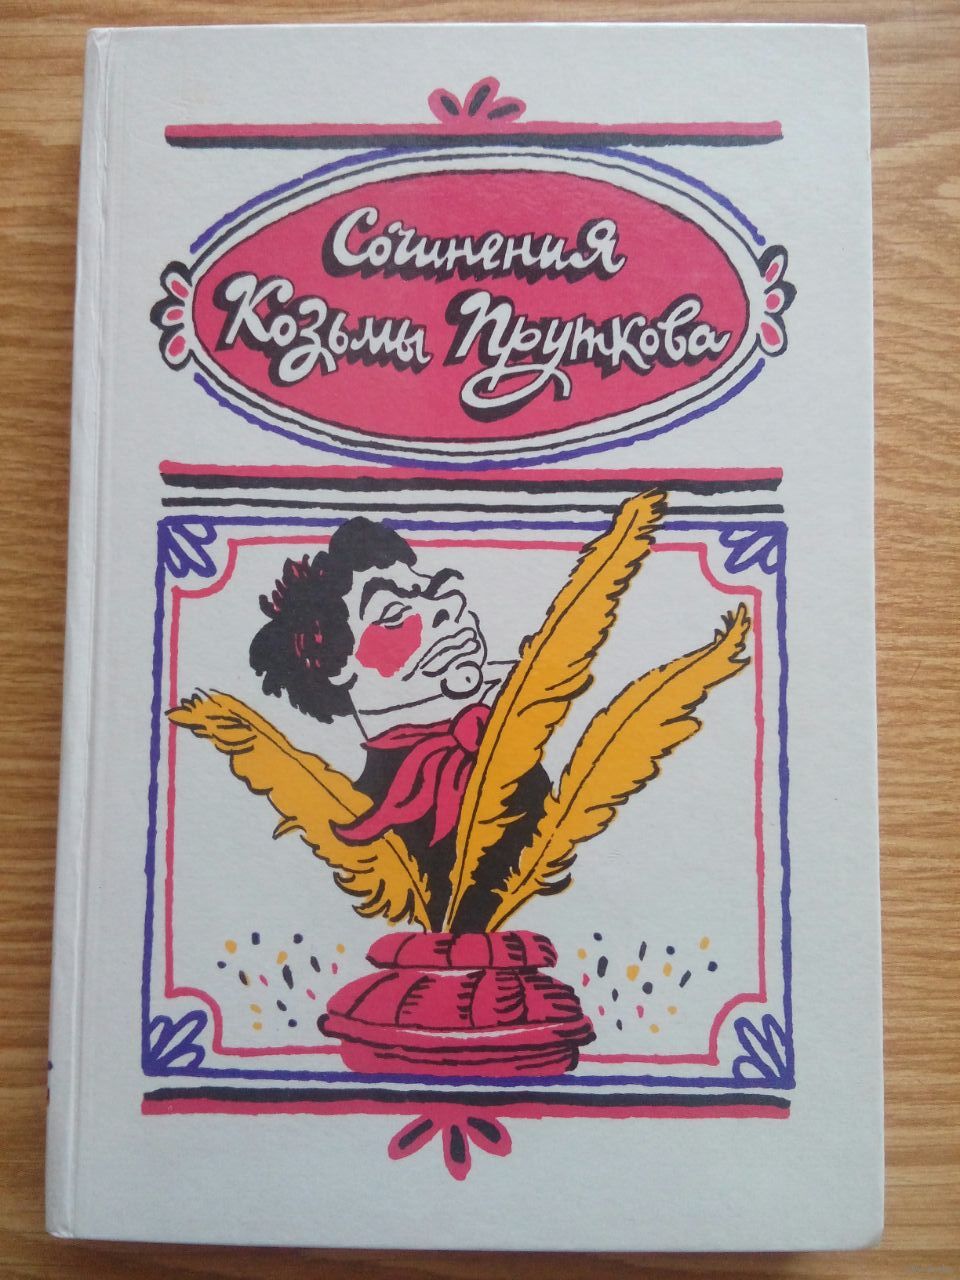 Сочинения
Козьмы Пруткова